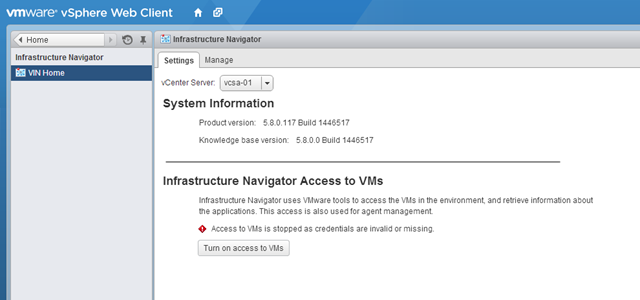 vmware® vSphere Web Client
Home
Infrastructure Navigator
VIN Home
Infrastructure Navigator
Settings
Manage
vCenter Server: vcsa-01
System Information
Product version: 5.8.0.117 Build 1446517
Knowledge base version: 5.8.0.0 Build 1446517
Infrastructure Navigator Access to VMs
Infrastructure Navigator uses VMware tools to access the VMs in the environment, and retrieve information about
the applications. This access is also used for agent management.
Access to VMs is stopped as credentials are invalid or missing.
Turn on access to VMs